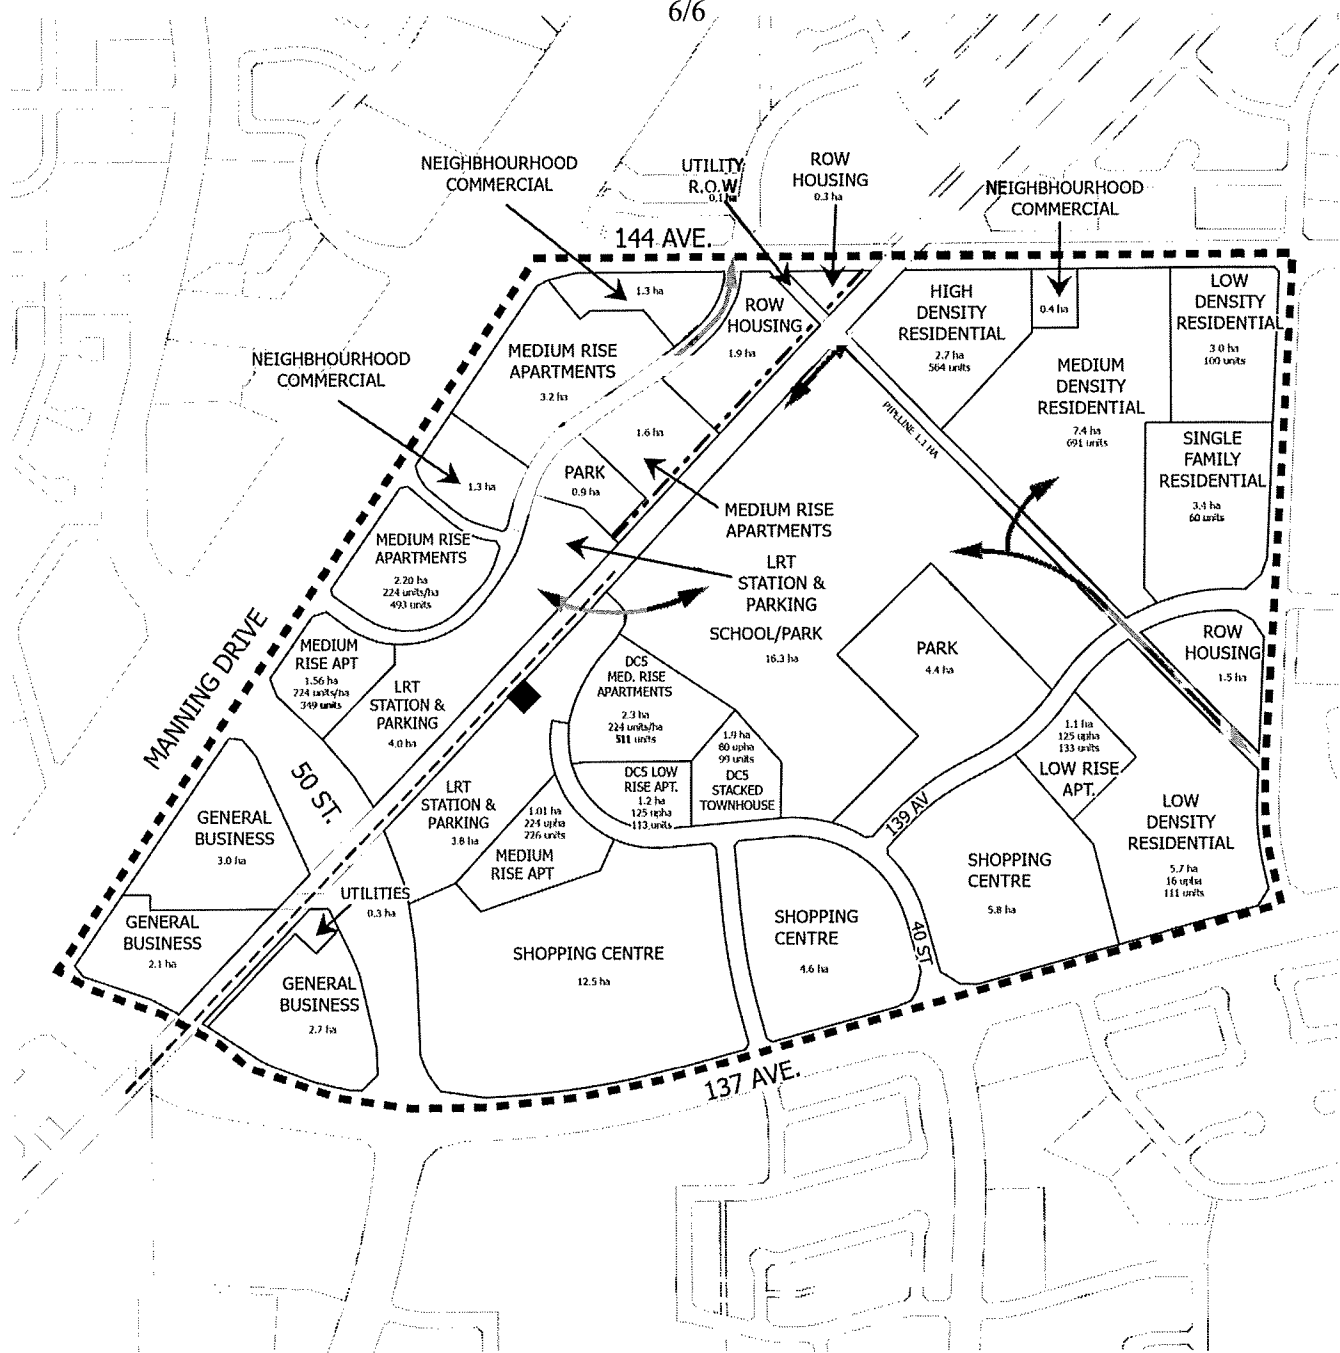 6/6
NEIGHBHOURHOOD
COMMERCIAL
UTILITY
R.O.W
0.1 ha
ROW
HOUSING
0.3 ha
NEIGHBHOURHOOD
COMMERCIAL
144 AVE.
1.3 ha
ROW
HOUSING
1.9 ha
HIGH
DENSITY
RESIDENTIAL
2.7 ha
564 units
0.4 ha
LOW
DENSITY
RESIDENTIAL
3.0 ha
100 units
NEIGHBHOURHOOD
COMMERCIAL
MEDIUM RISE
APARTMENTS
3.2 ha
MEDIUM
DENSITY
RESIDENTIAL
7.4 ha
691 units
PIPELINE 1.1 HA
1.6 ha
SINGLE
FAMILY
RESIDENTIAL
3.4 ha
60 units
1.3 ha
PARK
0.9 ha
MEDIUM RISE
APARTMENTS
MEDIUM RISE
APARTMENTS
2.20 ha
224 units/ha
493 units
LRT
STATION &
PARKING
SCHOOL/PARK
16.3 ha
MANNING DRIVE
MEDIUM
RISE APT
1.56 ha
224 units/ha
349 units
LRT
STATION &
PARKING
4.0 ha
DC5
MED. RISE
APARTMENTS
2.3 ha
224 units/ha
511 units
PARK
4.4 ha
ROW
HOUSING
1.5 ha
1.9 ha
80 upha
99 units
DC5
STACKED
TOWNHOUSE
1.1 ha
125 upha
133 units
LOW RISE
APT.
50 ST.
LRT
STATION &
PARKING
3.8 ha
1.01 ha
224 upha
226 units
MEDIUM
RISE APT
DC5 LOW
RISE APT.
1.2 ha
125 upha
113 units
139 AV
GENERAL
BUSINESS
3.0 ha
LOW
DENSITY
RESIDENTIAL
5.7 ha
16 upha
111 units
SHOPPING
CENTRE
5.8 ha
UTILITIES
0.3 ha
GENERAL
BUSINESS
2.1 ha
SHOPPING CENTRE
12.5 ha
SHOPPING
CENTRE
4.6 ha
40 ST
GENERAL
BUSINESS
2.7 ha
137 AVE.